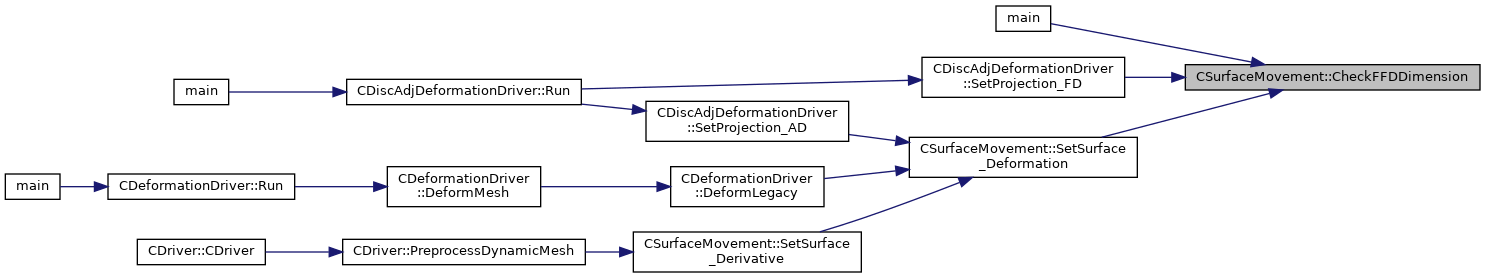 main
CSurfaceMovement::CheckFFDDimension
CDiscAdjDeformationDriver
::SetProjection_FD
main
CDiscAdjDeformationDriver::Run
CDiscAdjDeformationDriver
::SetProjection_AD
CSurfaceMovement::SetSurface
_Deformation
main
CDeformationDriver::Run
CDeformationDriver
::DeformMesh
CDeformationDriver
::DeformLegacy
CDriver::CDriver
CDriver::PreprocessDynamicMesh
CSurfaceMovement::SetSurface
_Derivative